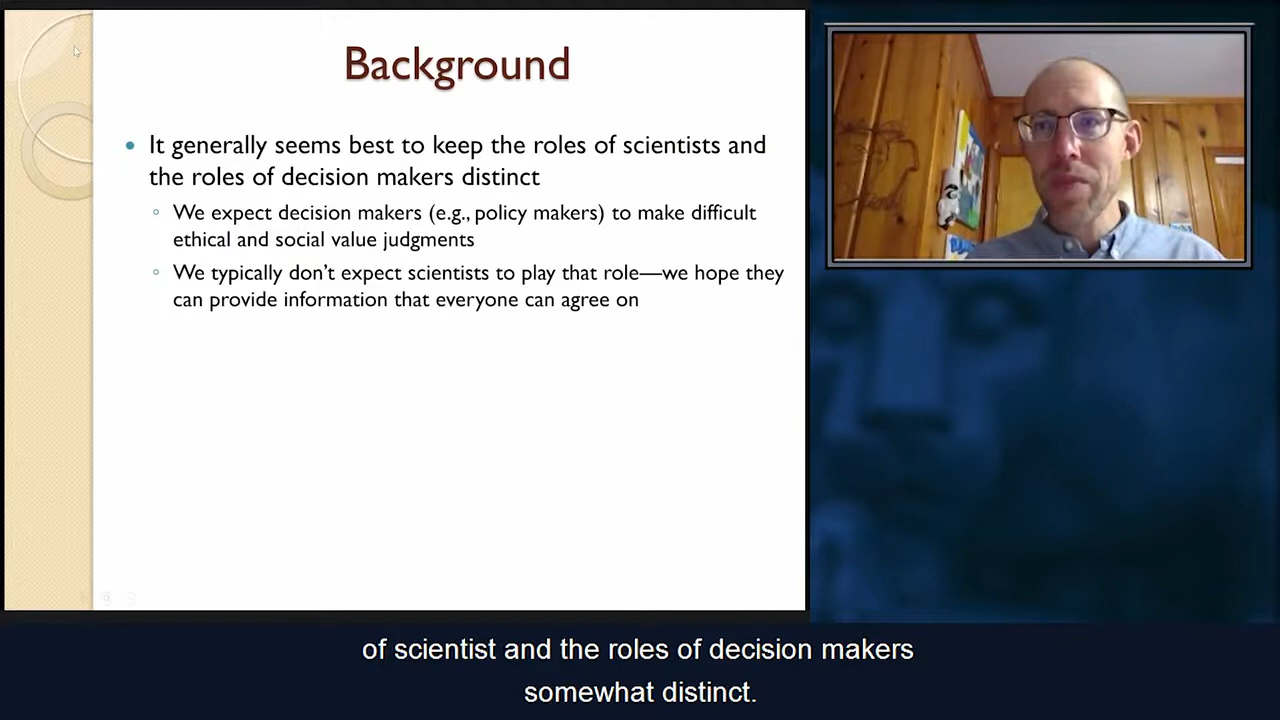 Background
• It generally seems best to keep the roles of scientists and
the roles of decision makers distinct
◦ We expect decision makers (e.g., policy makers) to make difficult
ethical and social value judgments
◦ We typically don't expect scientists to play that role—we hope they
can provide information that everyone can agree on
of scientist and the roles of decision makers
somewhat distinct.